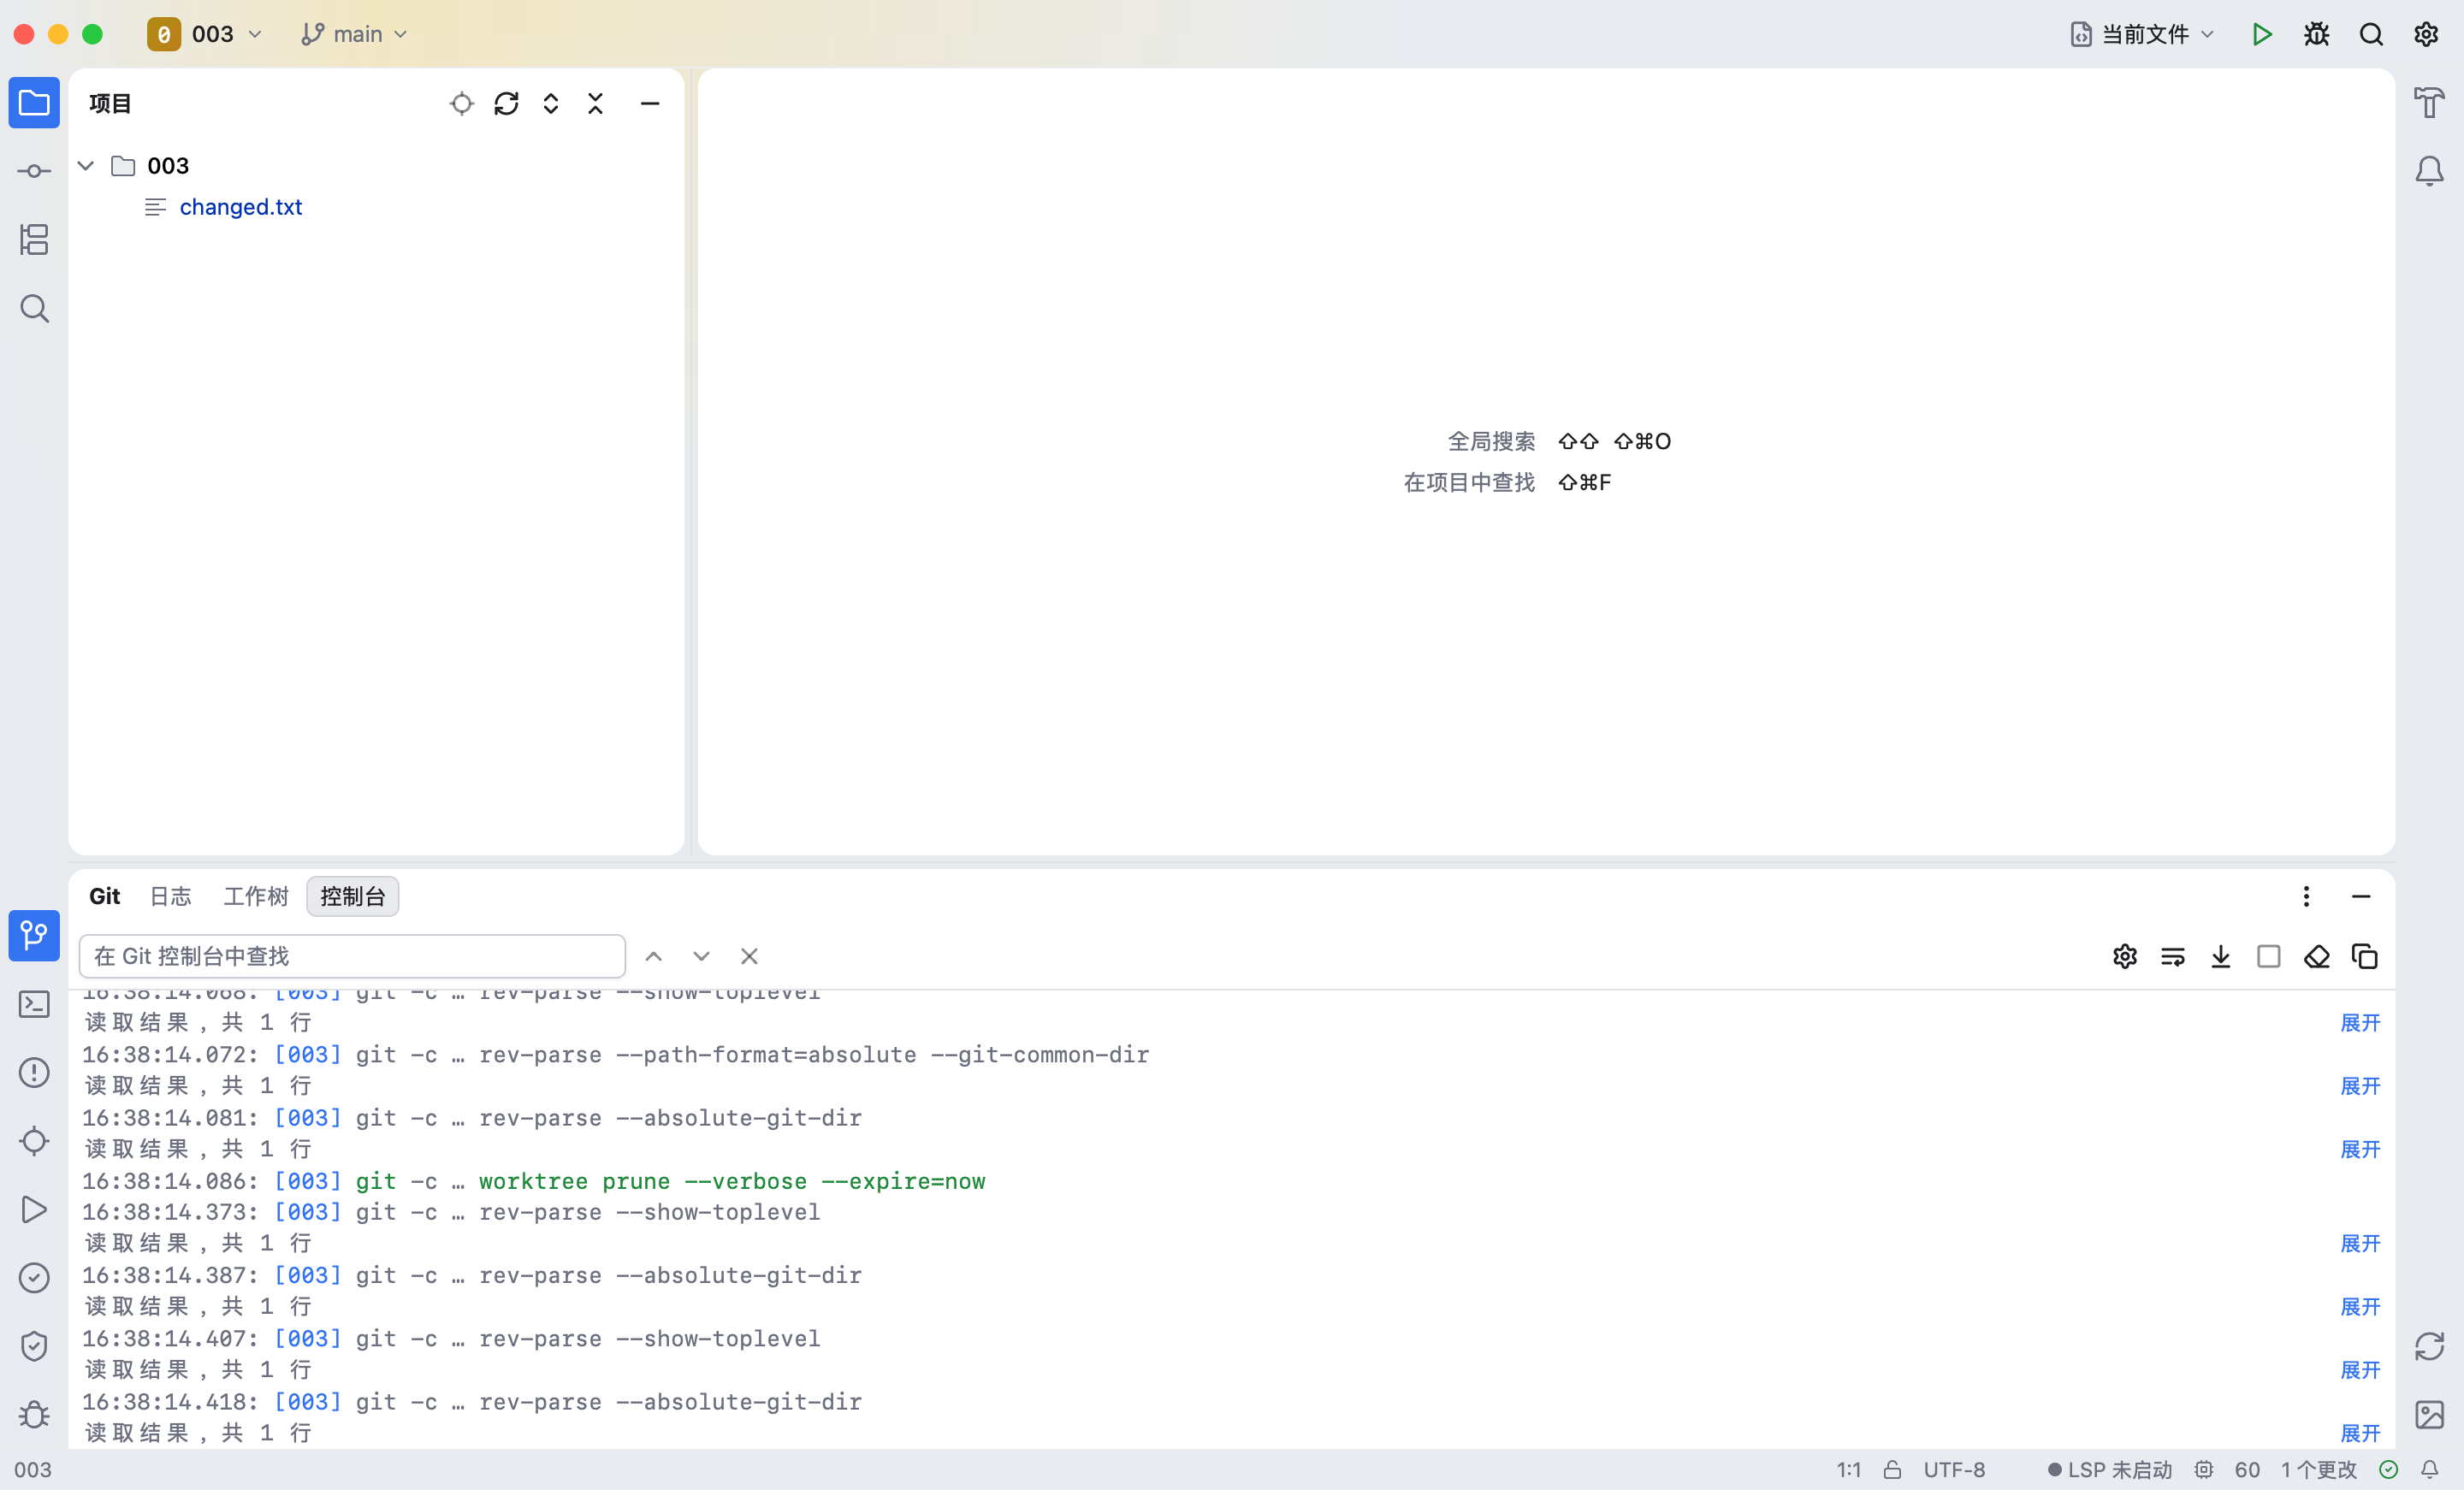 0 003 main 当前文件
项目
003
changed.txt
全局搜索 ⇧⇧ ⇧⌘O
在项目中查找 ⇧⌘F
Git 日志 工作树 控制台
在 Git 控制台中查找
16:38:14.068: [003] git -c … rev-parse --show-toplevel
读取结果，共 1 行 展开
16:38:14.072: [003] git -c … rev-parse --path-format=absolute --git-common-dir
读取结果，共 1 行 展开
16:38:14.081: [003] git -c … rev-parse --absolute-git-dir
读取结果，共 1 行 展开
16:38:14.086: [003] git -c … worktree prune --verbose --expire=now
16:38:14.373: [003] git -c … rev-parse --show-toplevel
读取结果，共 1 行 展开
16:38:14.387: [003] git -c … rev-parse --absolute-git-dir
读取结果，共 1 行 展开
16:38:14.407: [003] git -c … rev-parse --show-toplevel
读取结果，共 1 行 展开
16:38:14.418: [003] git -c … rev-parse --absolute-git-dir
读取结果，共 1 行 展开
003 1:1 UTF-8 LSP 未启动 60 1 个更改